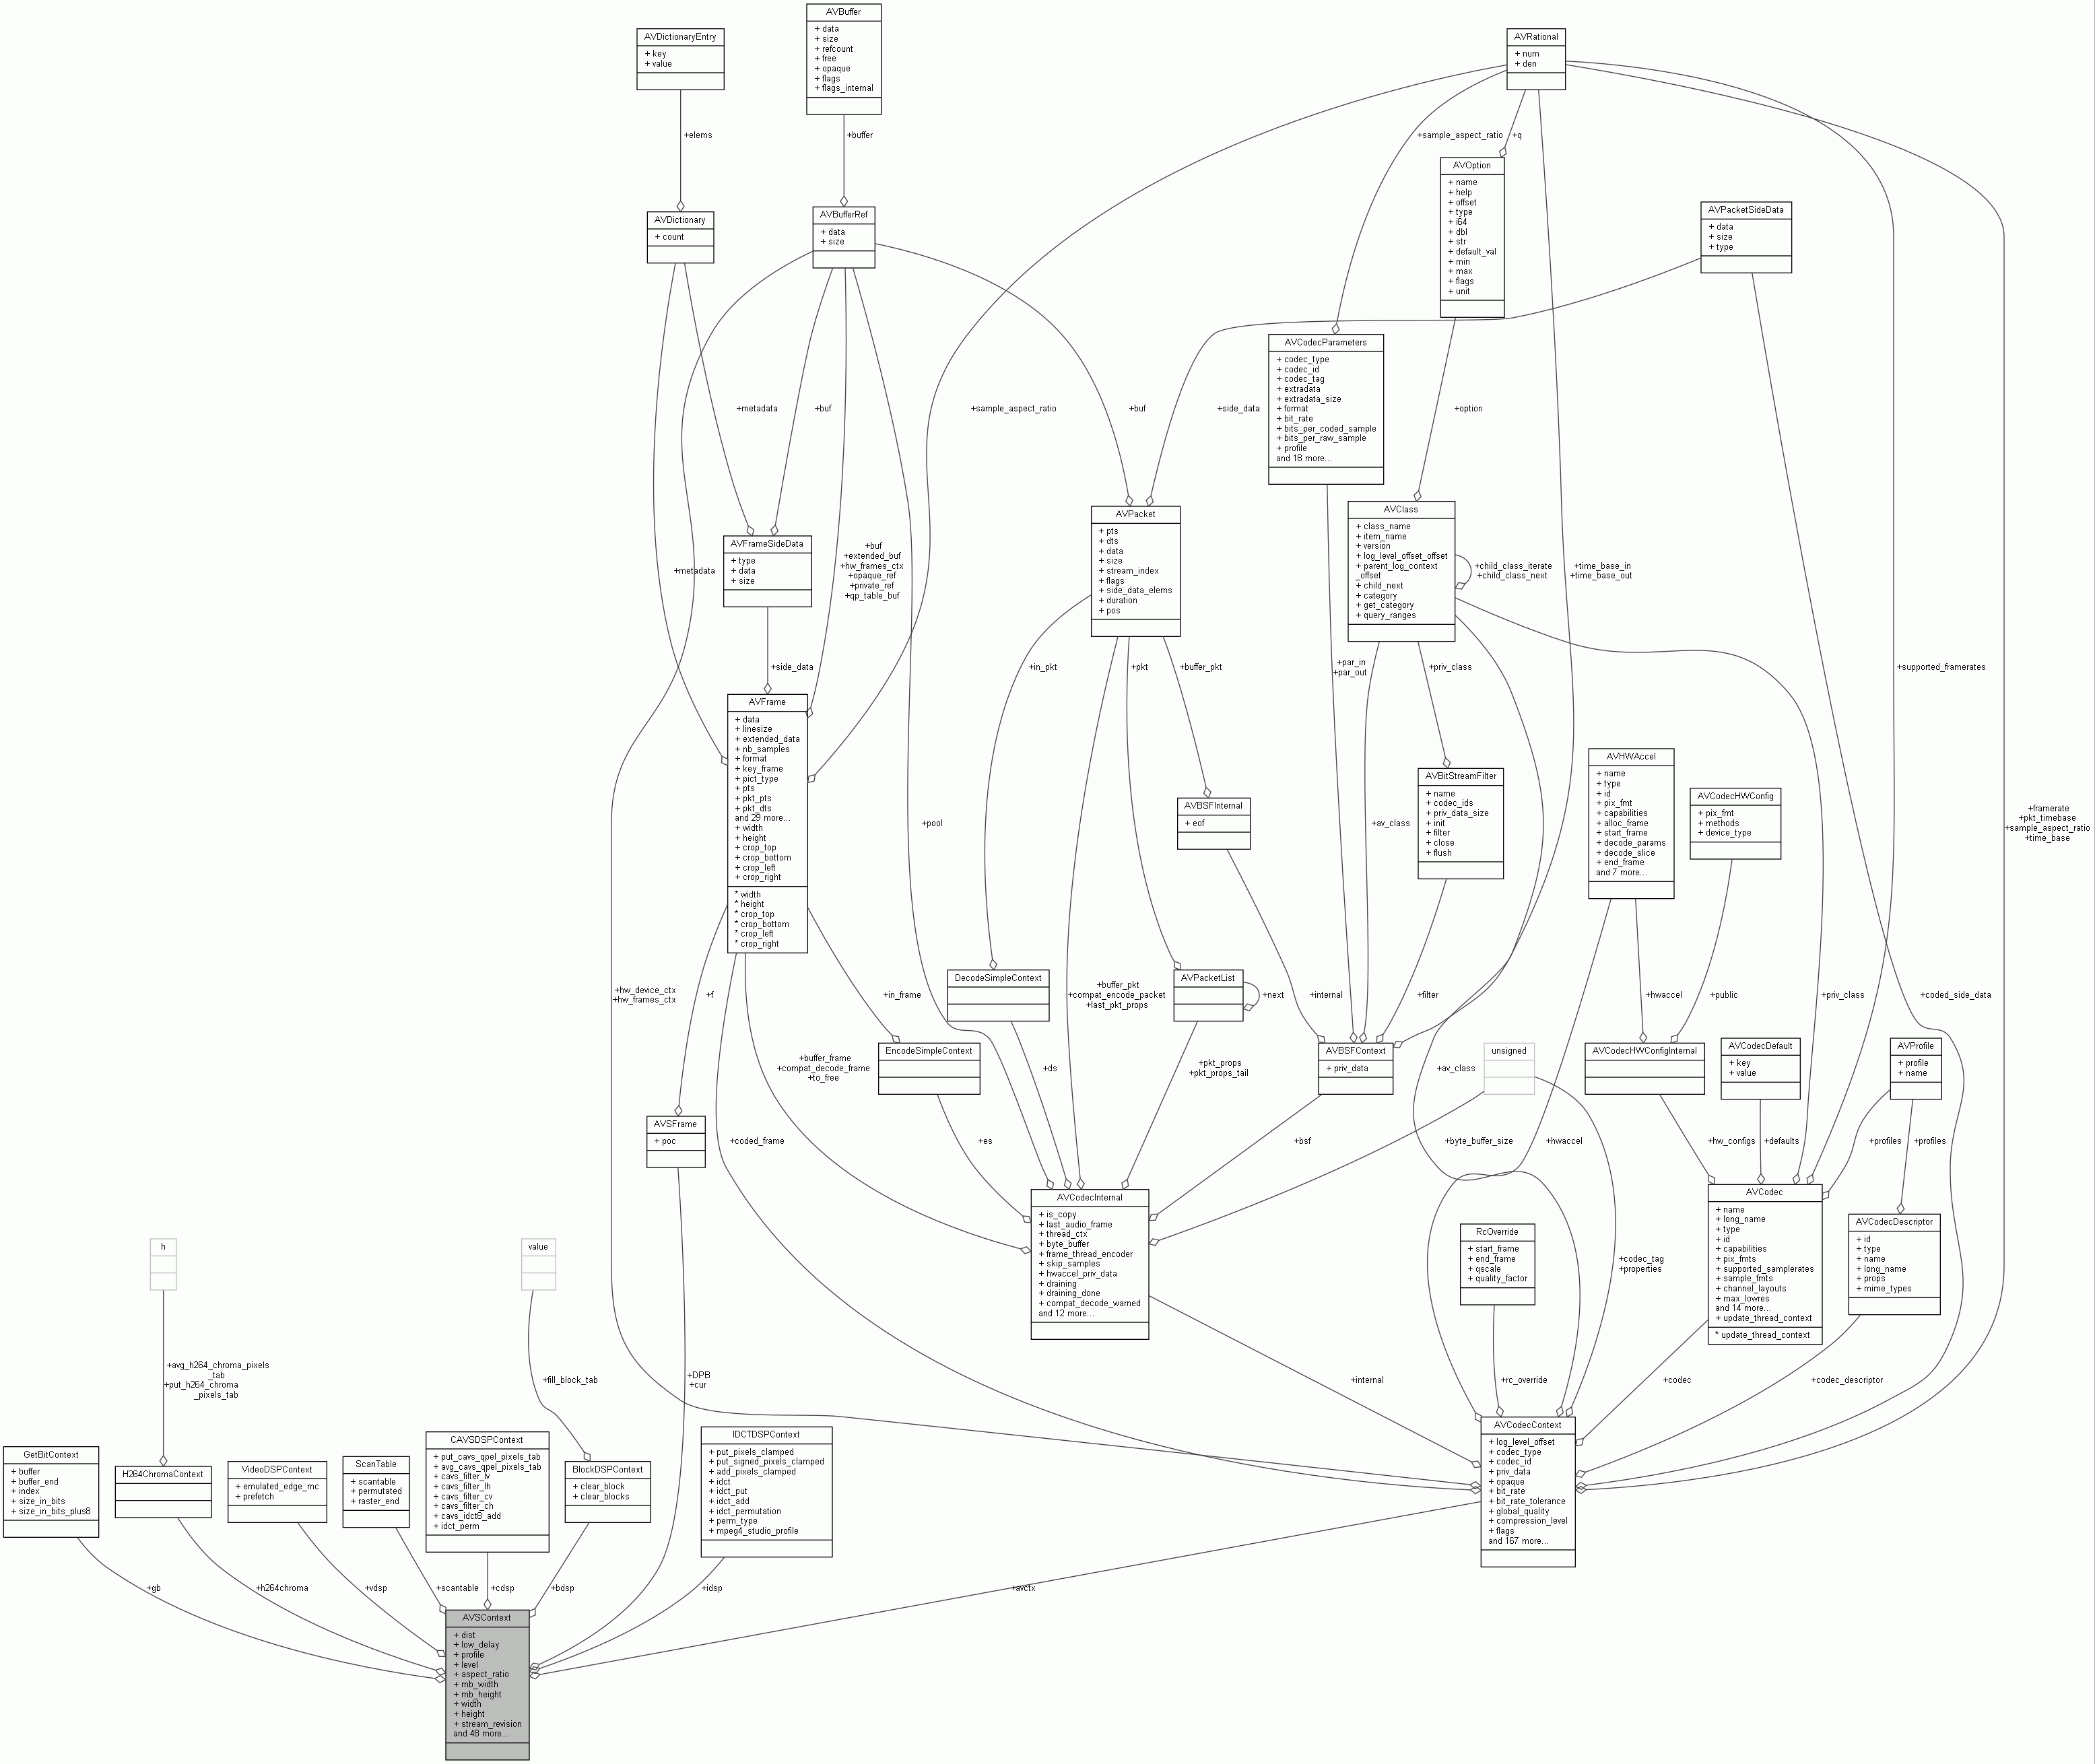 AVBuffer
+ data
+ size
+ refcount
+ free
+ opaque
+ flags
+ flags_internal
AVDictionaryEntry
+ key
+ value
AVRational
+ num
+ den
+elems
+buffer
+sample_aspect_ratio
+q
AVOption
+ name
+ help
+ offset
+ type
+ i64
+ dbl
+ str
+ default_val
+ min
+ max
+ flags
+ unit
AVDictionary
+ count
AVBufferRef
+ data
+ size
AVPacketSideData
+ data
+ size
+ type
AVCodecParameters
+ codec_type
+ codec_id
+ codec_tag
+ extradata
+ extradata_size
+ format
+ bit_rate
+ bits_per_coded_sample
+ bits_per_raw_sample
+ profile
and 18 more...
+metadata
+buf
+sample_aspect_ratio
+buf
+side_data
+option
AVFrameSideData
+ type
+ data
+ size
+metadata
+buf
+extended_buf
+hw_frames_ctx
+opaque_ref
+private_ref
+qp_table_buf
AVPacket
+ pts
+ dts
+ data
+ size
+ stream_index
+ flags
+ side_data_elems
+ duration
+ pos
AVClass
+ class_name
+ item_name
+ version
+ log_level_offset_offset
+ parent_log_context
_offset
+ child_next
+ category
+ get_category
+ query_ranges
+child_class_iterate
+child_class_next
+time_base_in
+time_base_out
+side_data
+in_pkt
+pkt
+buffer_pkt
+par_in
+par_out
+priv_class
+supported_framerates
AVFrame
+ data
+ linesize
+ extended_data
+ nb_samples
+ format
+ key_frame
+ pict_type
+ pts
+ pkt_pts
+ pkt_dts
and 29 more...
+ width
+ height
+ crop_top
+ crop_bottom
+ crop_left
+ crop_right
* width
* height
* crop_top
* crop_bottom
* crop_left
* crop_right
+pool
AVBSFInternal
+ eof
+av_class
AVBitStreamFilter
+ name
+ codec_ids
+ priv_data_size
+ init
+ filter
+ close
+ flush
AVHWAccel
+ name
+ type
+ id
+ pix_fmt
+ capabilities
+ alloc_frame
+ start_frame
+ decode_params
+ decode_slice
+ end_frame
and 7 more...
AVCodecHWConfig
+ pix_fmt
+ methods
+ device_type
+framerate
+pkt_timebase
+sample_aspect_ratio
+time_base
+hw_device_ctx
+hw_frames_ctx
+f
+in_frame
DecodeSimpleContext
+buffer_pkt
+compat_encode_packet
+last_pkt_props
AVPacketList
+next
+internal
+filter
+hwaccel
+public
+priv_class
+coded_side_data
+buffer_frame
+compat_decode_frame
+to_free
EncodeSimpleContext
+ds
+pkt_props
+pkt_props_tail
AVBSFContext
+ priv_data
+av_class
unsigned
AVCodecHWConfigInternal
AVCodecDefault
+ key
+ value
AVProfile
+ profile
+ name
AVSFrame
+ poc
+coded_frame
+es
+bsf
+byte_buffer_size
+hwaccel
+hw_configs
+defaults
+profiles
+profiles
AVCodecInternal
+ is_copy
+ last_audio_frame
+ thread_ctx
+ byte_buffer
+ frame_thread_encoder
+ skip_samples
+ hwaccel_priv_data
+ draining
+ draining_done
+ compat_decode_warned
and 12 more...
RcOverride
+ start_frame
+ end_frame
+ qscale
+ quality_factor
+codec_tag
+properties
AVCodec
+ name
+ long_name
+ type
+ id
+ capabilities
+ pix_fmts
+ supported_samplerates
+ sample_fmts
+ channel_layouts
+ max_lowres
and 14 more...
+ update_thread_context
* update_thread_context
AVCodecDescriptor
+ id
+ type
+ name
+ long_name
+ props
+ mime_types
h
value
+avg_h264_chroma_pixels
_tab
+put_h264_chroma
_pixels_tab
+fill_block_tab
+DPB
+cur
+internal
+rc_override
+codec
+codec_descriptor
GetBitContext
+ buffer
+ buffer_end
+ index
+ size_in_bits
+ size_in_bits_plus8
H264ChromaContext
VideoDSPContext
+ emulated_edge_mc
+ prefetch
ScanTable
+ scantable
+ permutated
+ raster_end
CAVSDSPContext
+ put_cavs_qpel_pixels_tab
+ avg_cavs_qpel_pixels_tab
+ cavs_filter_lv
+ cavs_filter_lh
+ cavs_filter_cv
+ cavs_filter_ch
+ cavs_idct8_add
+ idct_perm
BlockDSPContext
+ clear_block
+ clear_blocks
IDCTDSPContext
+ put_pixels_clamped
+ put_signed_pixels_clamped
+ add_pixels_clamped
+ idct
+ idct_put
+ idct_add
+ idct_permutation
+ perm_type
+ mpeg4_studio_profile
AVCodecContext
+ log_level_offset
+ codec_type
+ codec_id
+ priv_data
+ opaque
+ bit_rate
+ bit_rate_tolerance
+ global_quality
+ compression_level
+ flags
and 167 more...
+gb
+h264chroma
+vdsp
+scantable
+cdsp
+bdsp
+idsp
+avctx
AVSContext
+ dist
+ low_delay
+ profile
+ level
+ aspect_ratio
+ mb_width
+ mb_height
+ width
+ height
+ stream_revision
and 48 more...